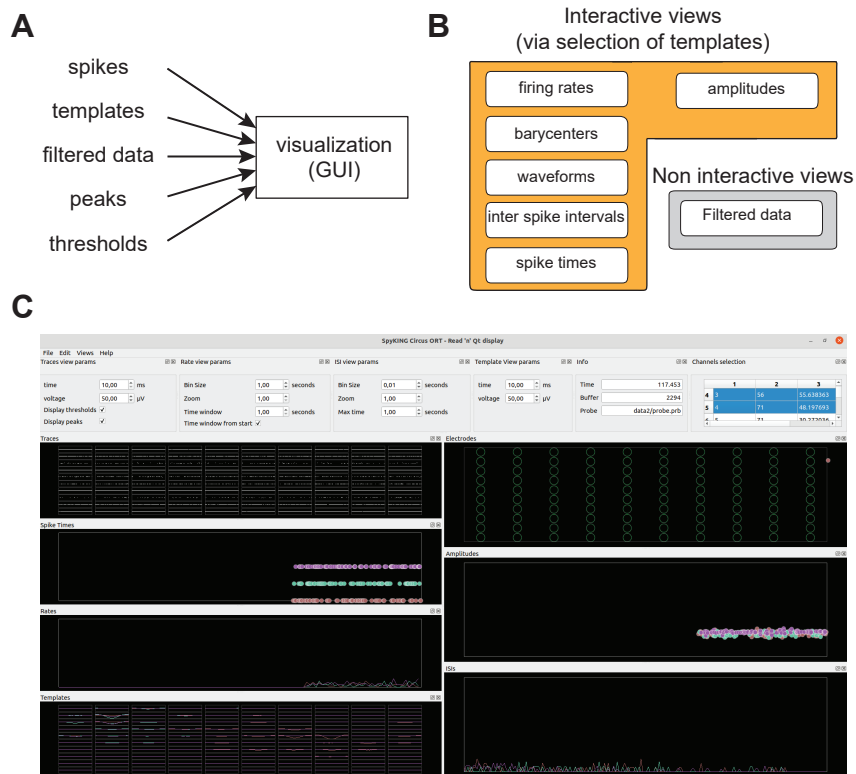 A
spikes
templates
filtered data
peaks
thresholds
visualization
(GUI)
B
Interactive views
(via selection of templates)
firing rates
amplitudes
barycenters
waveforms
inter spike intervals
spike times
Non interactive views
Filtered data
C
SpyKING Circus ORT - Read 'n' Qt display
File Edit Views Help
Traces view params
Rate view params
ISI view params
Template View params
Info
Channels selection
time 10,00 ms
voltage 50,00 μV
Display thresholds
Display peaks
Bin Size 1,00 seconds
Zoom 1,00
Time window 1,00 seconds
Time window from start
Bin Size 0,01 seconds
Zoom 1,00
Max time 1,00 seconds
time 10,00 ms
voltage 50,00 μV
Time 117.453
Buffer 2294
Probe data2/probe.prb
1 2 3
4 3 56 55.638363
5 4 71 48.197693
Traces
Electrodes
Spike Times
Amplitudes
Rates
ISIs
Templates